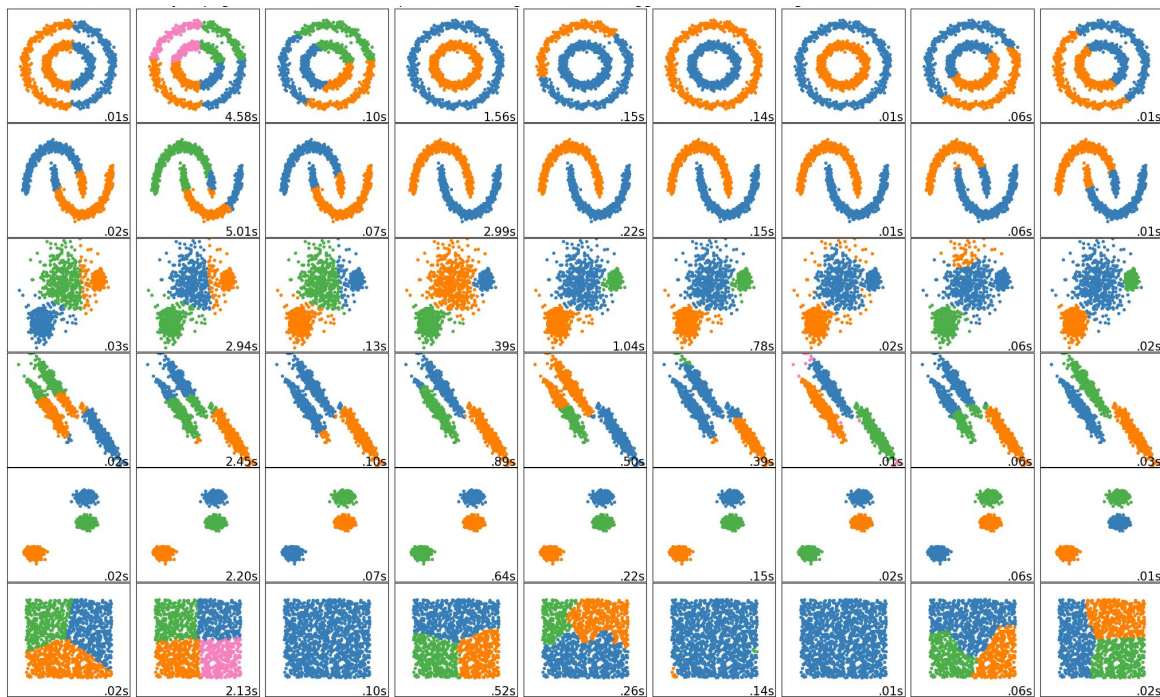 .01s 4.58s .10s 1.56s .15s .14s .01s .06s .01s
.02s 5.01s .07s 2.99s .22s .15s .01s .06s .01s
.03s 2.94s .13s .39s 1.04s .78s .02s .06s .02s
.02s 2.45s .10s .89s .50s .39s .01s .06s .03s
.02s 2.20s .07s .64s .22s .15s .02s .06s .01s
.02s 2.13s .10s .52s .26s .14s .01s .06s .02s